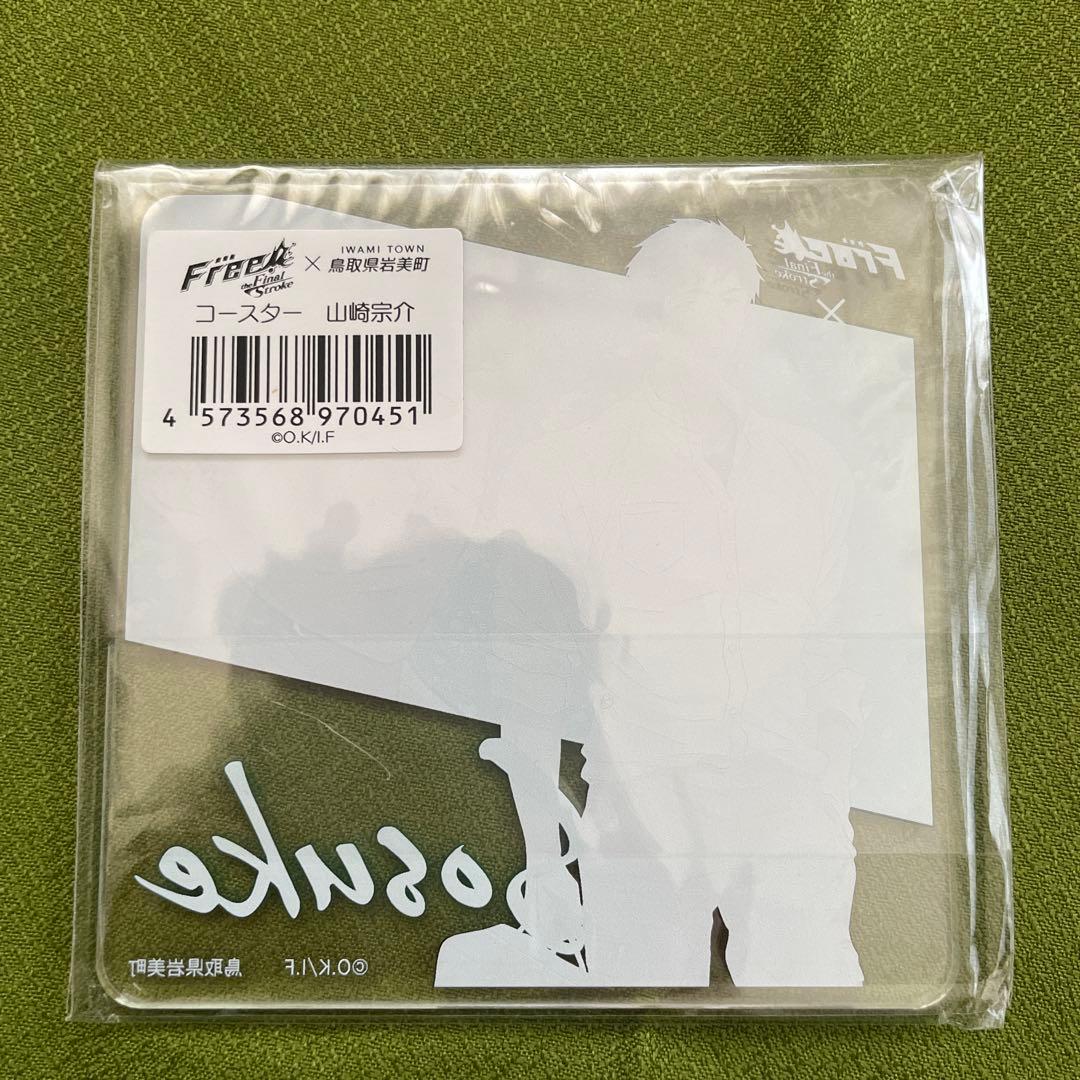 Free!
the Final
Stroke
×
IWAMI TOWN
鳥取県岩美町
コースター 山崎宗介
4 573568 970451
©O.K/I.F
Free!
the Final
Stroke
×
Sosuke
鳥取県岩美町 ©O.K/I.F